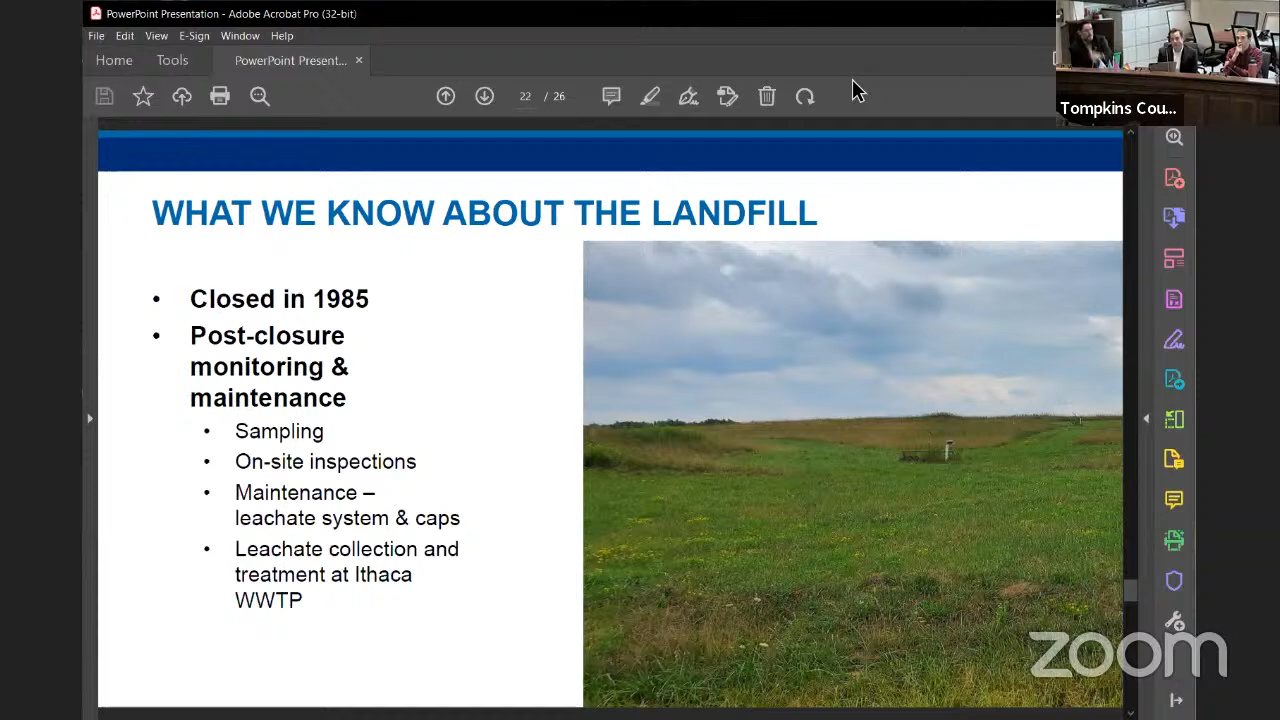 PowerPoint Presentation - Adobe Acrobat Pro (32-bit)
File Edit View E-Sign Window Help
Home Tools PowerPoint Present... ×
22 / 26
Tompkins Cou...
WHAT WE KNOW ABOUT THE LANDFILL
• Closed in 1985
• Post-closure
monitoring &
maintenance
• Sampling
• On-site inspections
• Maintenance –
leachate system & caps
• Leachate collection and
treatment at Ithaca
WWTP
zoom